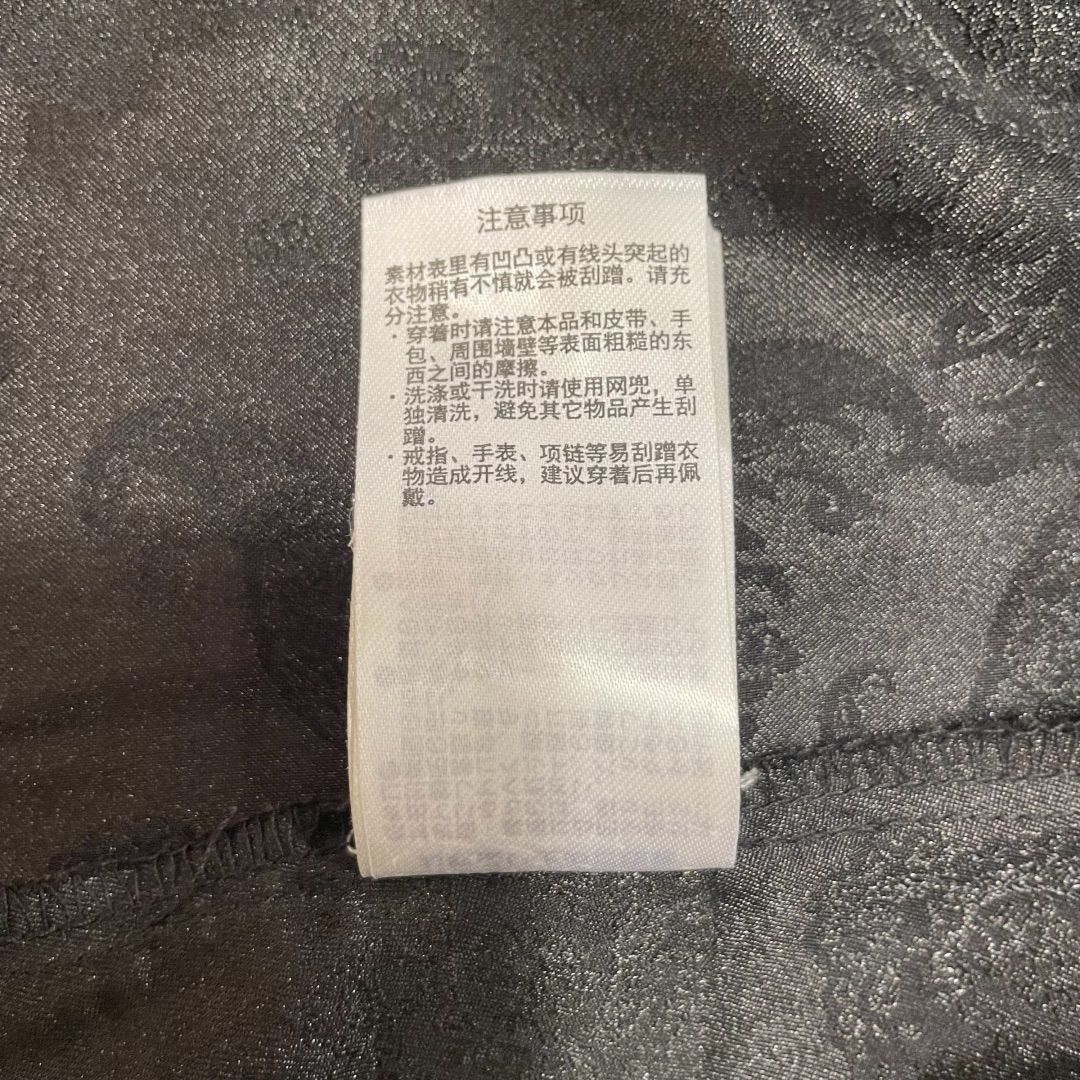 注意事项
素材表里有凹凸或有线头突起的
衣物稍有不慎就会被刮蹭。请充
分注意。
· 穿着时请注意本品和皮带、手
包、周围墙壁等表面粗糙的东
西之间的摩擦。
· 洗涤或干洗时请使用网兜，单
独清洗，避免其它物品产生刮
蹭。
· 戒指、手表、项链等易刮蹭衣
物造成开线，建议穿着后再佩
戴。